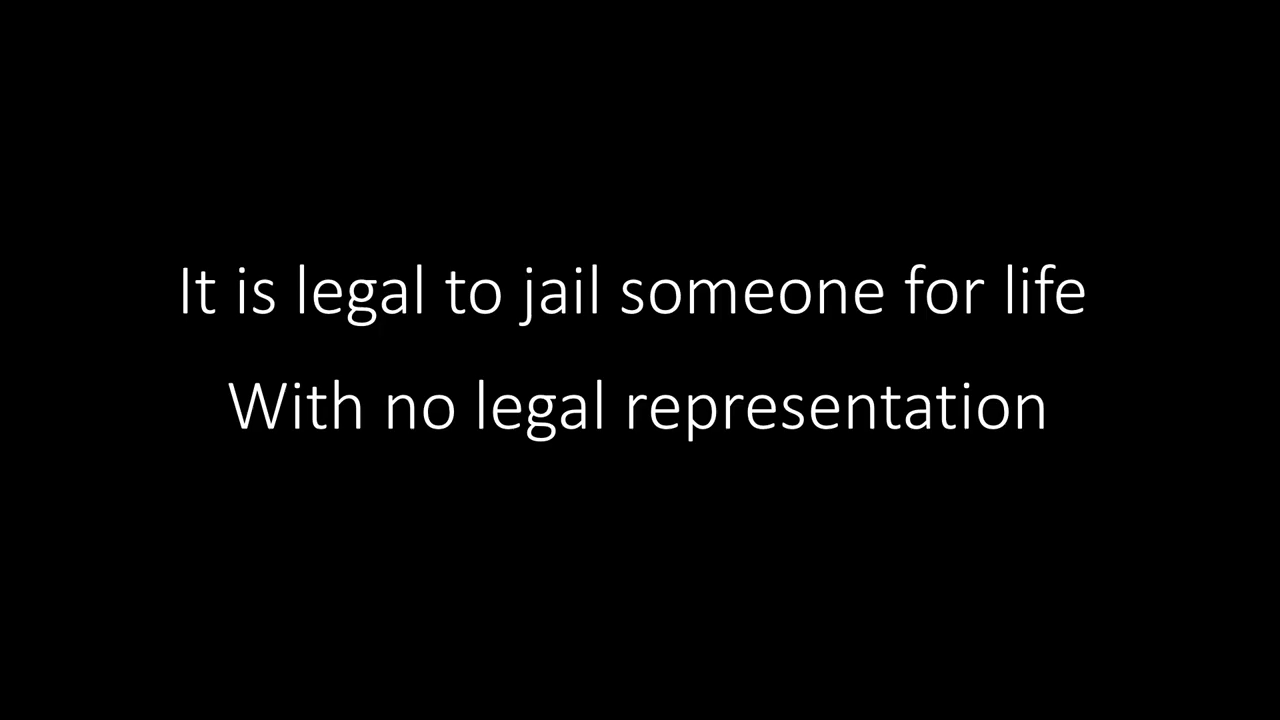 It is legal to jail someone for life
With no legal representation